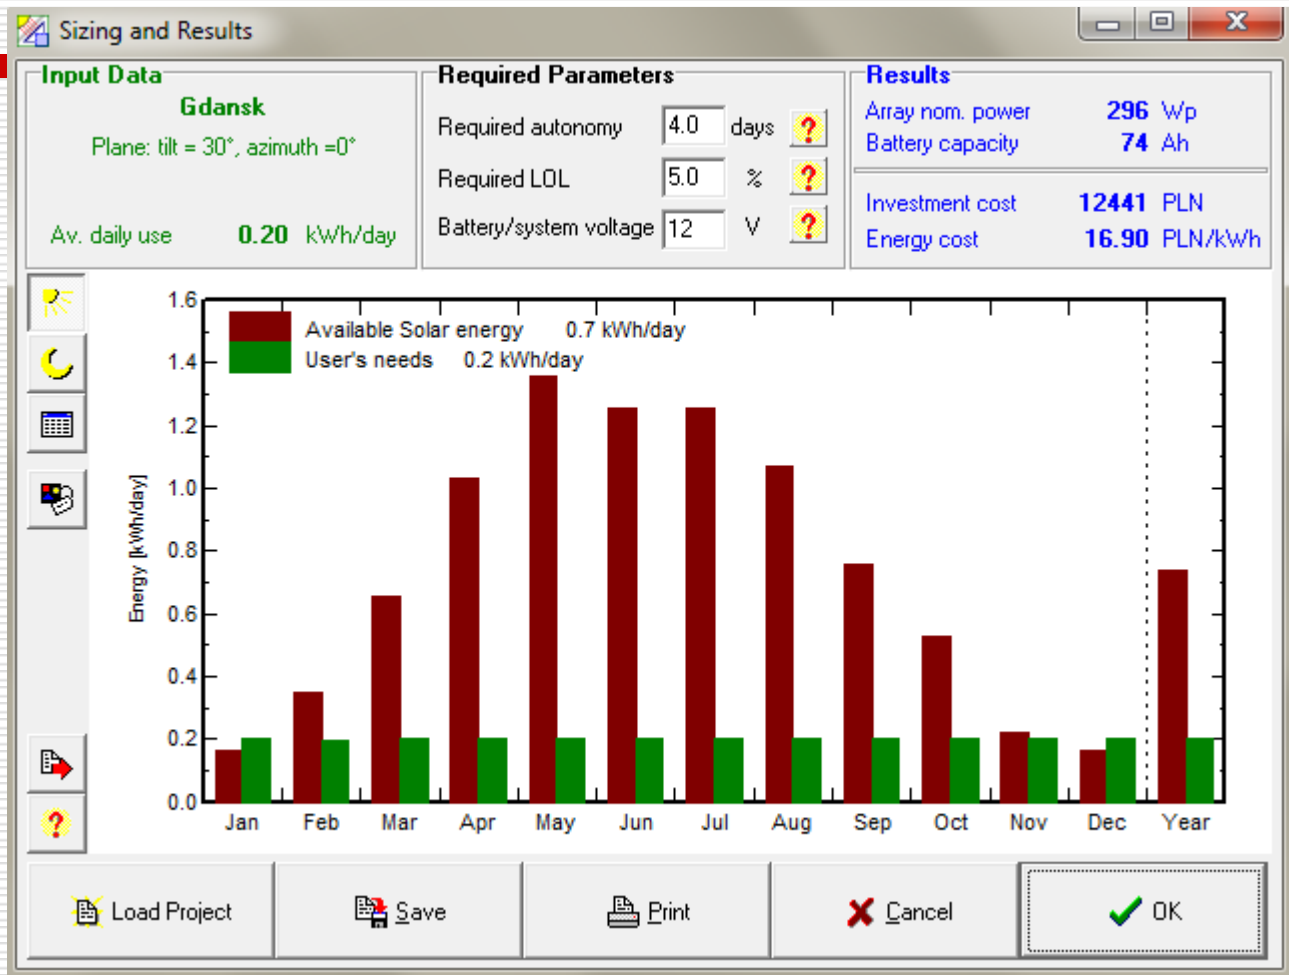 Sizing and Results
Input Data
Gdansk
Plane: tilt = 30°, azimuth =0°
Av. daily use 0.20 kWh/day
Required Parameters
Required autonomy 4.0 days ?
Required LOL 5.0 % ?
Battery/system voltage 12 V ?
Results
Array nom. power 296 Wp
Battery capacity 74 Ah
Investment cost 12441 PLN
Energy cost 16.90 PLN/kWh
Available Solar energy 0.7 kWh/day
User's needs 0.2 kWh/day
Energy [kWh/day]
1.6
1.4
1.2
1.0
0.8
0.6
0.4
0.2
0.0
Jan Feb Mar Apr May Jun Jul Aug Sep Oct Nov Dec Year
?
Load Project Save Print Cancel OK